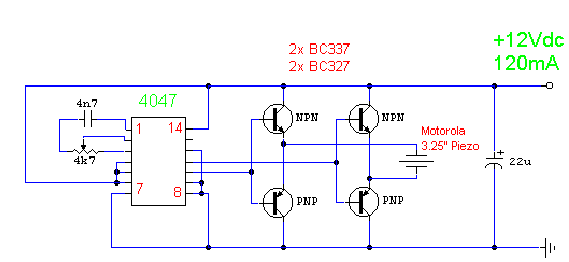 +12Vdc
120mA
2x BC337
2x BC327
4047
4n7
1
14
4k7
7
8
NPN
NPN
Motorola
3.25" Piezo
+
22u
PNP
PNP